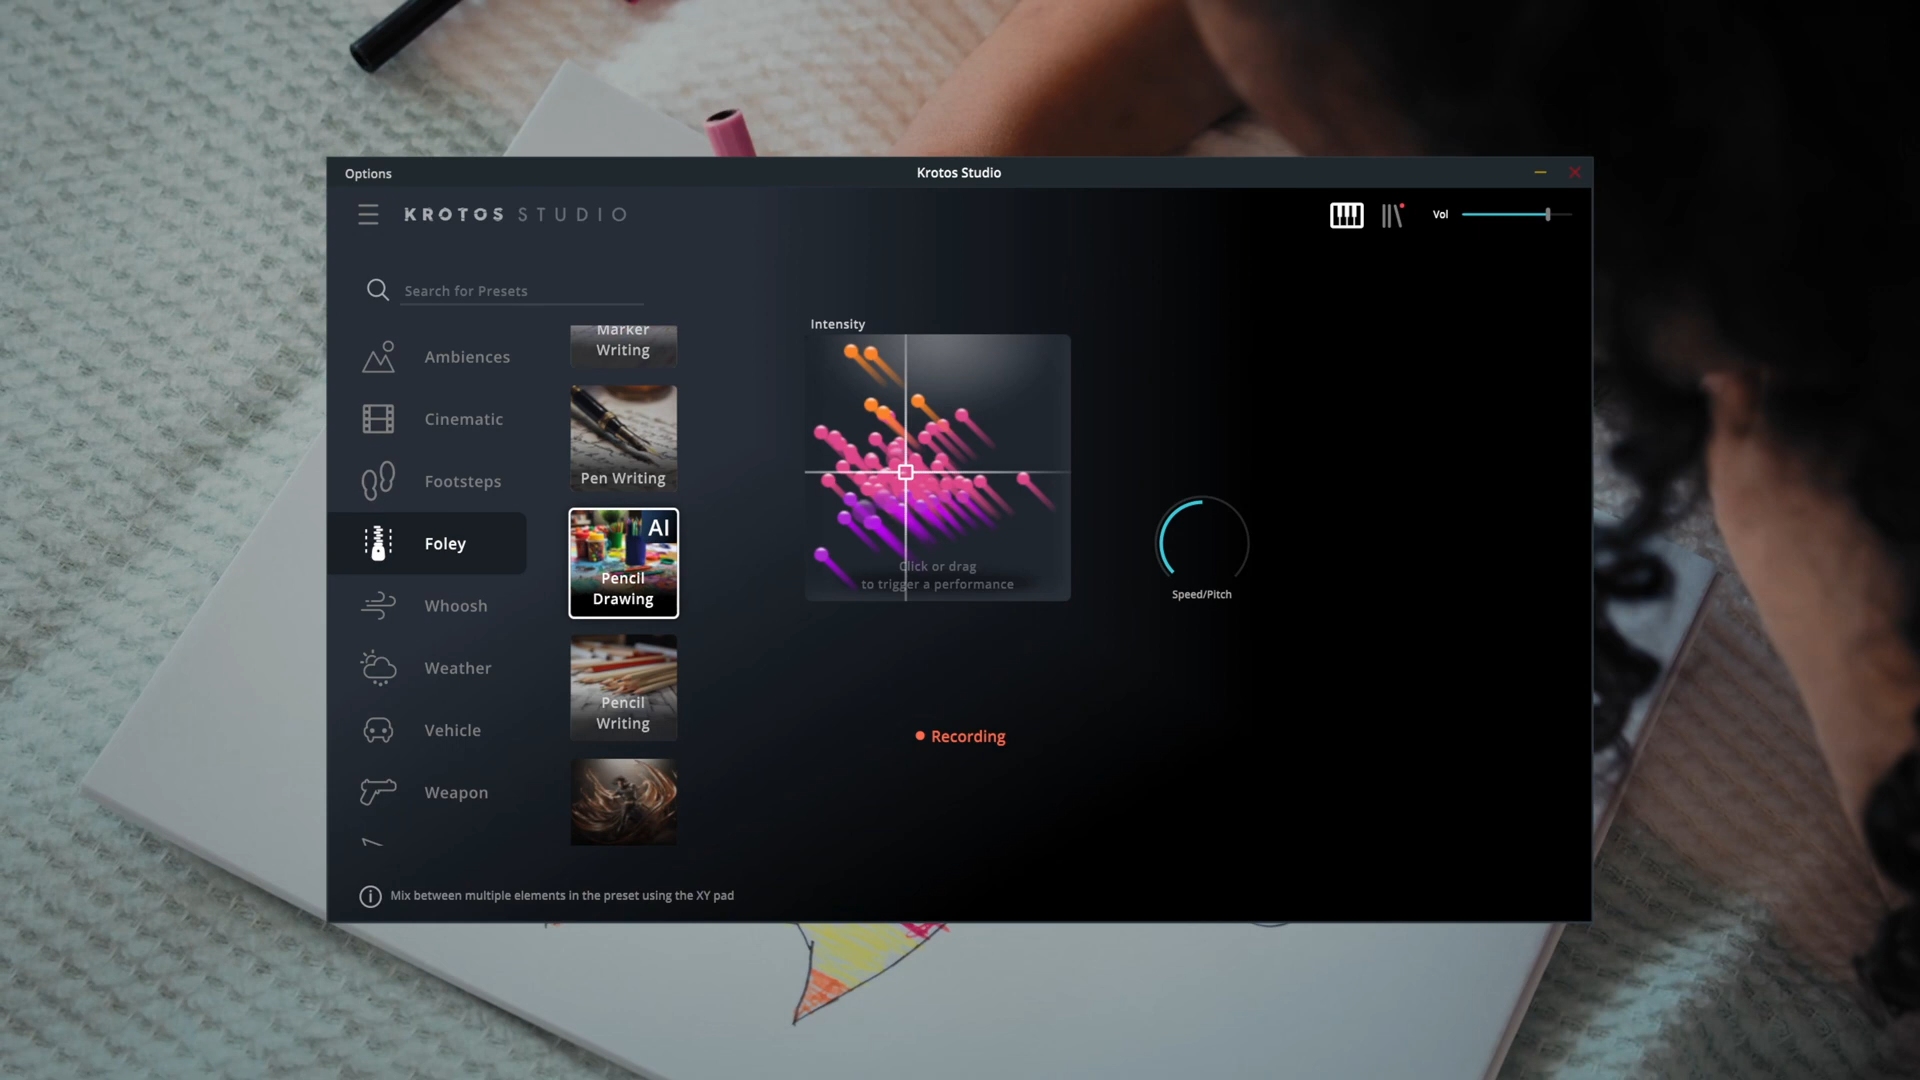 Options
Krotos Studio
KROTOS STUDIO
Vol
Search for Presets
Ambiences
Cinematic
Footsteps
Foley
Whoosh
Weather
Vehicle
Weapon
Marker
Writing
Pen Writing
AI
Pencil
Drawing
Pencil
Writing
Intensity
Click or drag
to trigger a performance
Speed/Pitch
Recording
Mix between multiple elements in the preset using the XY pad